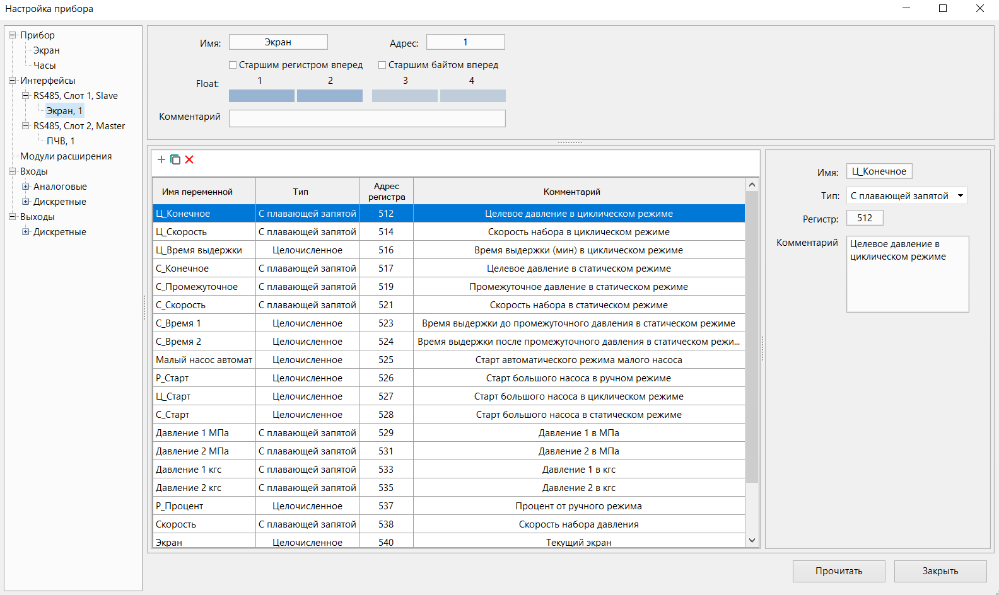 Настройка прибора
Прибор
Экран
Часы
Интерфейсы
RS485, Слот 1, Slave
Экран, 1
RS485, Слот 2, Master
ПЧВ, 1
Модули расширения
Входы
Аналоговые
Дискретные
Выходы
Дискретные
Имя: Экран Адрес: 1
Старшим регистром вперед Старшим байтом вперед
Float: 1 2 3 4
Комментарий
Имя переменной Тип Адрес регистра Комментарий
Ц_Конечное С плавающей запятой 512 Целевое давление в циклическом режиме
Ц_Скорость С плавающей запятой 514 Скорость набора в циклическом режиме
Ц_Время выдержки Целочисленное 516 Время выдержки (мин) в циклическом режиме
С_Конечное С плавающей запятой 517 Целевое давление в статическом режиме
С_Промежуточное С плавающей запятой 519 Промежуточное давление в статическом режиме
С_Скорость С плавающей запятой 521 Скорость набора в статическом режиме
С_Время 1 Целочисленное 523 Время выдержки до промежуточного давления в статическом режиме
С_Время 2 Целочисленное 524 Время выдержки после промежуточного давления в статическом режи...
Малый насос автомат Целочисленное 525 Старт автоматического режима малого насоса
Р_Старт Целочисленное 526 Старт большого насоса в ручном режиме
Ц_Старт Целочисленное 527 Старт большого насоса в циклическом режиме
С_Старт Целочисленное 528 Старт большого насоса в статическом режиме
Давление 1 МПа С плавающей запятой 529 Давление 1 в МПа
Давление 2 МПа С плавающей запятой 531 Давление 2 в МПа
Давление 1 кгс С плавающей запятой 533 Давление 1 в кгс
Давление 2 кгс С плавающей запятой 535 Давление 2 в кгс
Р_Процент Целочисленное 537 Процент от ручного режима
Скорость С плавающей запятой 538 Скорость набора давления
Экран Целочисленное 540 Текущий экран
Имя: Ц_Конечное
Тип: С плавающей запятой
Регистр: 512
Комментарий Целевое давление в
циклическом режиме
Прочитать Закрыть